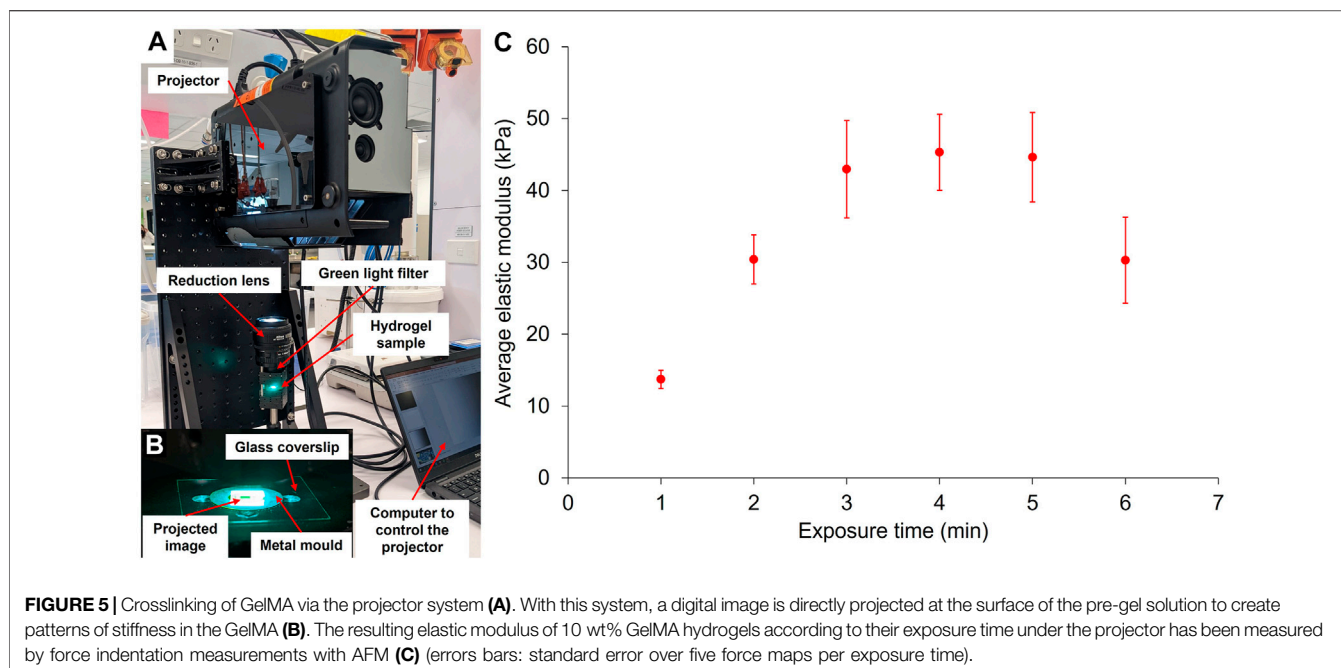 A
Projector
Reduction lens
Green light filter
Hydrogel
sample
B
Glass coverslip
Projected
image
Metal mould
Computer to
control the
projector
C
Average elastic modulus (kPa)
60
50
40
30
20
10
0
0 1 2 3 4 5 6 7
Exposure time (min)
FIGURE 5 | Crosslinking of GelMA via the projector system (A). With this system, a digital image is directly projected at the surface of the pre-gel solution to create
patterns of stiffness in the GelMA (B). The resulting elastic modulus of 10 wt% GelMA hydrogels according to their exposure time under the projector has been measured
by force indentation measurements with AFM (C) (errors bars: standard error over five force maps per exposure time).